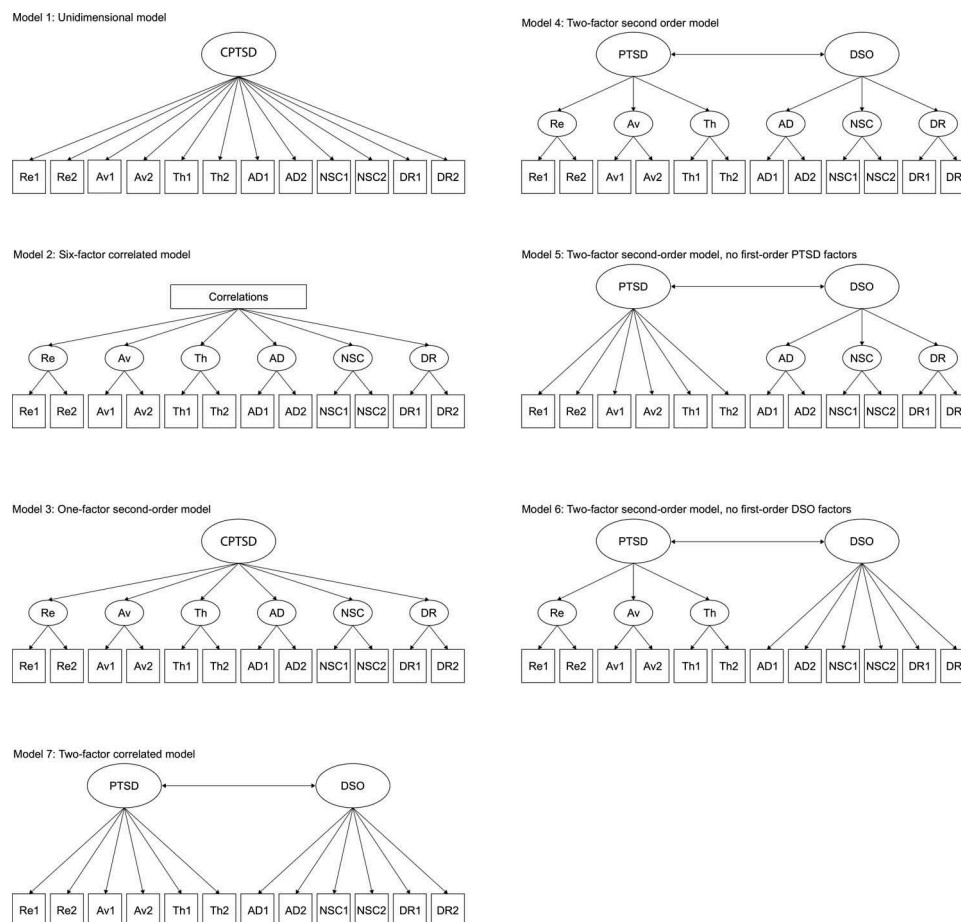 Model 1: Unidimensional model
CPTSD
Re1 Re2 Av1 Av2 Th1 Th2 AD1 AD2 NSC1 NSC2 DR1 DR2
Model 2: Six-factor correlated model
Correlations
Re Av Th AD NSC DR
Re1 Re2 Av1 Av2 Th1 Th2 AD1 AD2 NSC1 NSC2 DR1 DR2
Model 3: One-factor second-order model
CPTSD
Re Av Th AD NSC DR
Re1 Re2 Av1 Av2 Th1 Th2 AD1 AD2 NSC1 NSC2 DR1 DR2
Model 7: Two-factor correlated model
PTSD DSO
Re1 Re2 Av1 Av2 Th1 Th2 AD1 AD2 NSC1 NSC2 DR1 DR2
Model 4: Two-factor second order model
PTSD DSO
Re Av Th AD NSC DR
Re1 Re2 Av1 Av2 Th1 Th2 AD1 AD2 NSC1 NSC2 DR1 DR
Model 5: Two-factor second-order model, no first-order PTSD factors
PTSD DSO
AD NSC DR
Re1 Re2 Av1 Av2 Th1 Th2 AD1 AD2 NSC1 NSC2 DR1 DR
Model 6: Two-factor second-order model, no first-order DSO factors
PTSD DSO
Re Av Th
Re1 Re2 Av1 Av2 Th1 Th2 AD1 AD2 NSC1 NSC2 DR1 DR